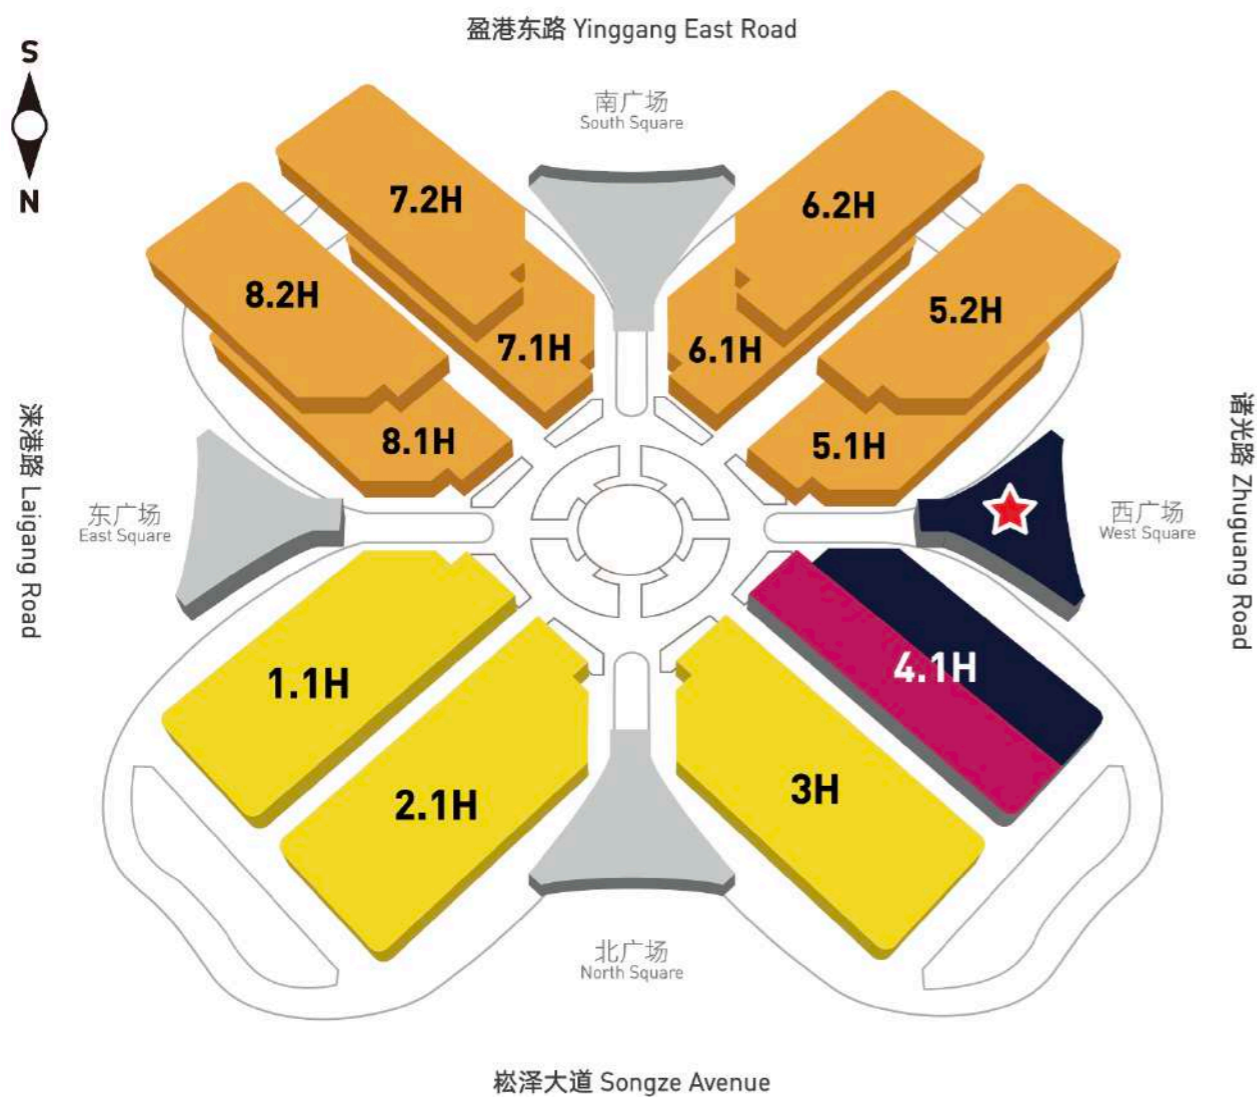 盈港东路 Yinggang East Road
S
N
南广场
South Square
7.2H
6.2H
8.2H
5.2H
7.1H
6.1H
8.1H
5.1H
涞港路 Laigang Road
诸光路 Zhuguang Road
东广场
East Square
西广场
West Square
1.1H
4.1H
2.1H
3H
北广场
North Square
崧泽大道 Songze Avenue